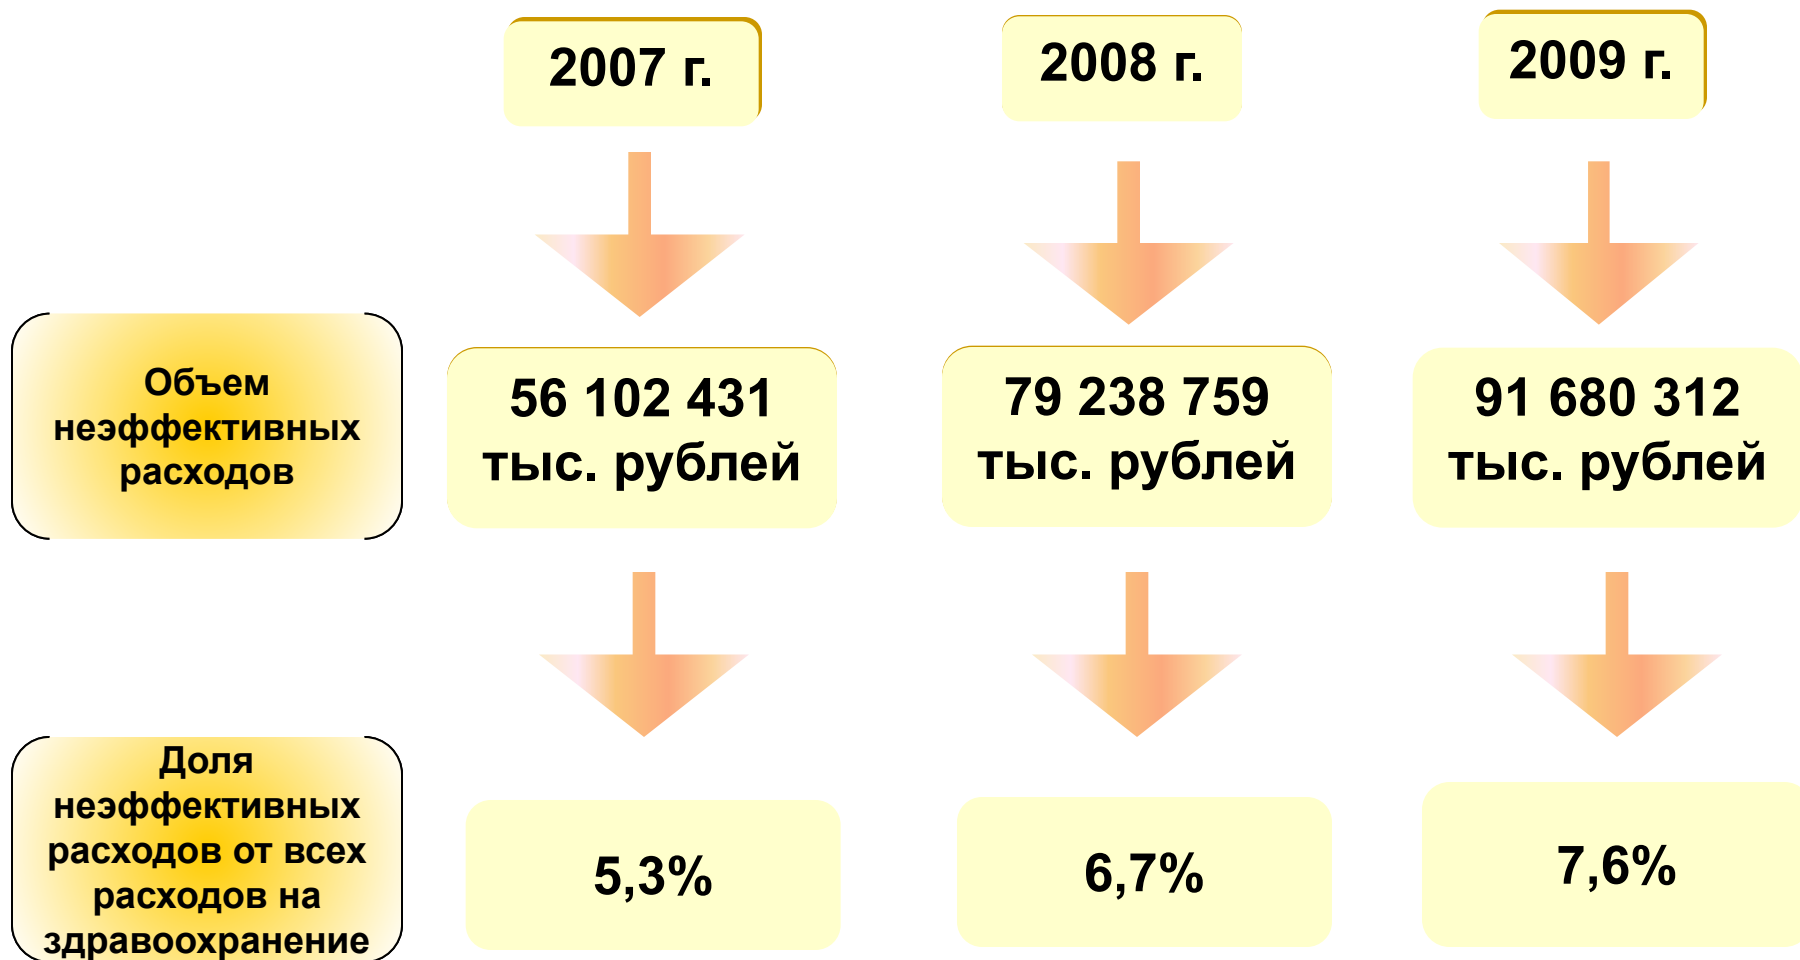 2007 г.
2008 г.
2009 г.
Объем
неэффективных
расходов
56 102 431
тыс. рублей
79 238 759
тыс. рублей
91 680 312
тыс. рублей
Доля
неэффективных
расходов от всех
расходов на
здравоохранение
5,3%
6,7%
7,6%